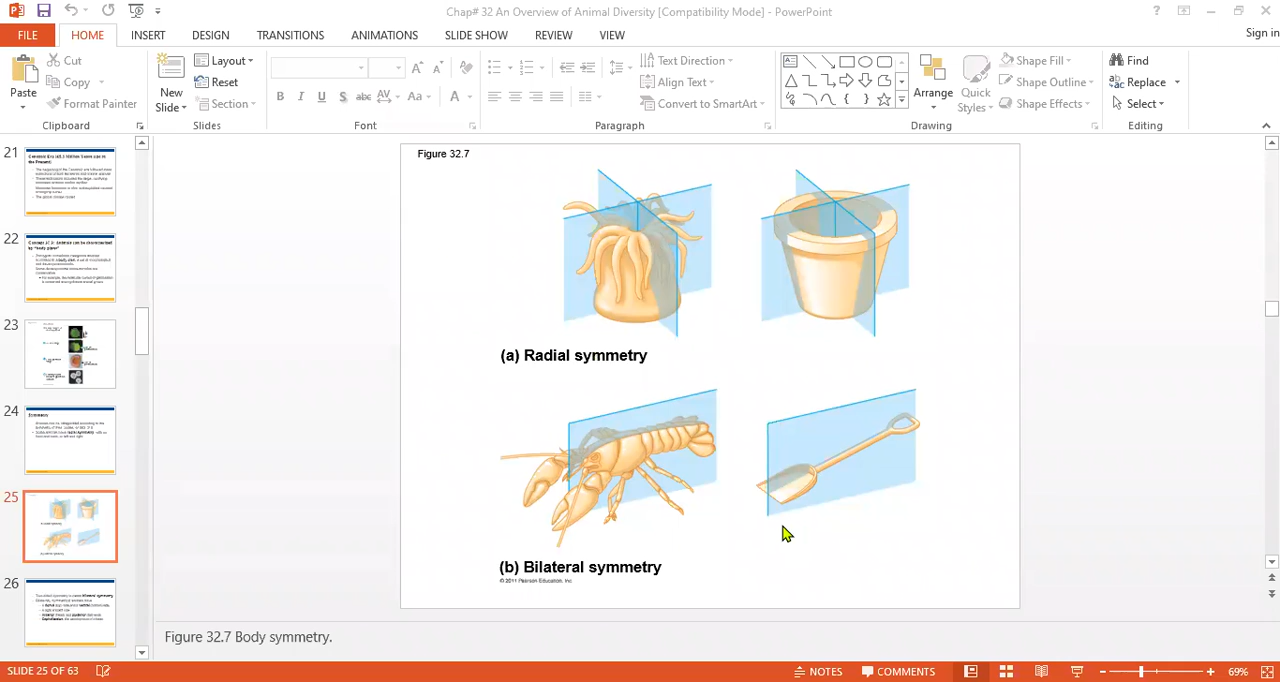 Chap# 32 An Overview of Animal Diversity [Compatibility Mode] - PowerPoint
Sign in
FILE HOME INSERT DESIGN TRANSITIONS ANIMATIONS SLIDE SHOW REVIEW VIEW
Paste
Cut
Copy
Format Painter
Clipboard
New Slide
Layout
Reset
Section
Slides
B I U S abc AV Aa A
Font
Text Direction
Align Text
Convert to SmartArt
Paragraph
Arrange
Quick Styles
Shape Fill
Shape Outline
Shape Effects
Drawing
Find
Replace
Select
Editing
21
22
23
24
Symmetry
25
26
Figure 32.7
(a) Radial symmetry
(b) Bilateral symmetry
© 2011 Pearson Education, Inc
Figure 32.7 Body symmetry.
SLIDE 25 OF 63
NOTES
COMMENTS
69%